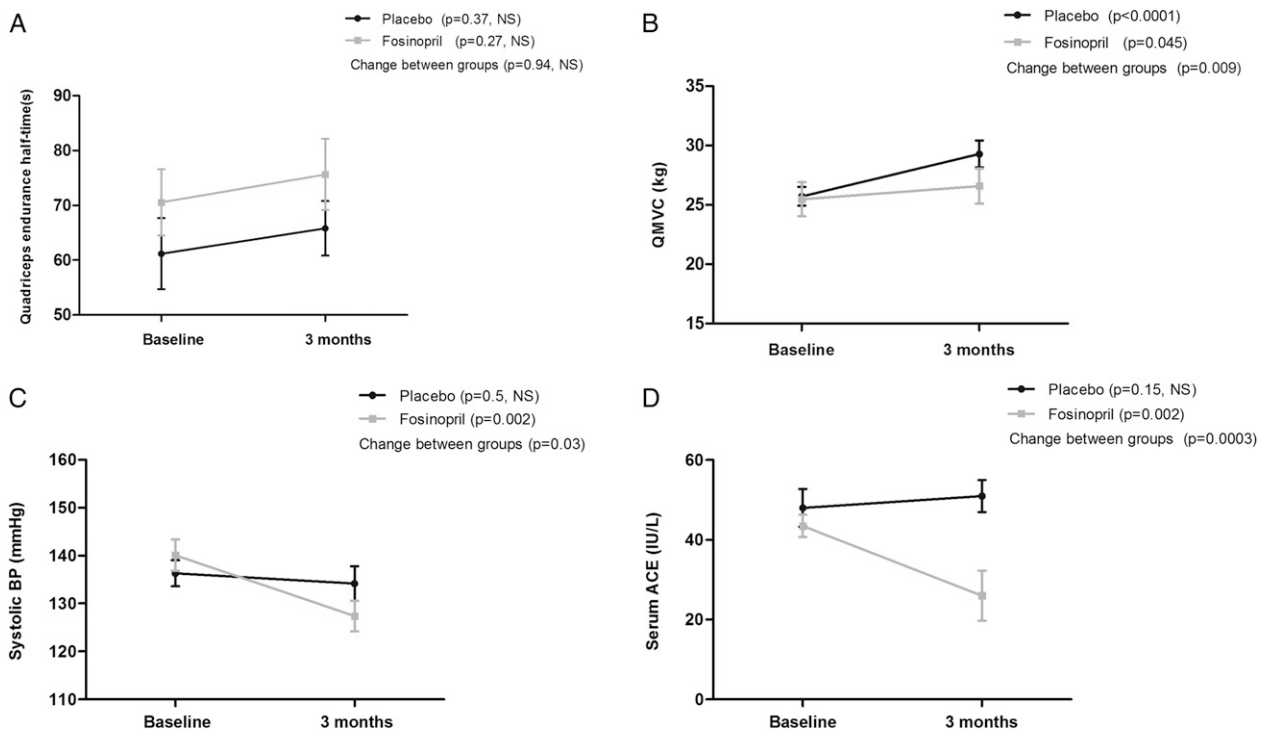 A
Placebo (p=0.37, NS)
Fosinopril (p=0.27, NS)
Change between groups (p=0.94, NS)
Quadriceps endurance half-time(s)
90
80
70
60
50
Baseline
3 months
B
Placebo (p<0.0001)
Fosinopril (p=0.045)
Change between groups (p=0.009)
QMVC (kg)
35
30
25
20
15
Baseline
3 months
C
Placebo (p=0.5, NS)
Fosinopril (p=0.002)
Change between groups (p=0.03)
Systolic BP (mmHg)
160
150
140
130
120
110
Baseline
3 months
D
Placebo (p=0.15, NS)
Fosinopril (p=0.002)
Change between groups (p=0.0003)
Serum ACE (IU/L)
60
40
20
0
Baseline
3 months